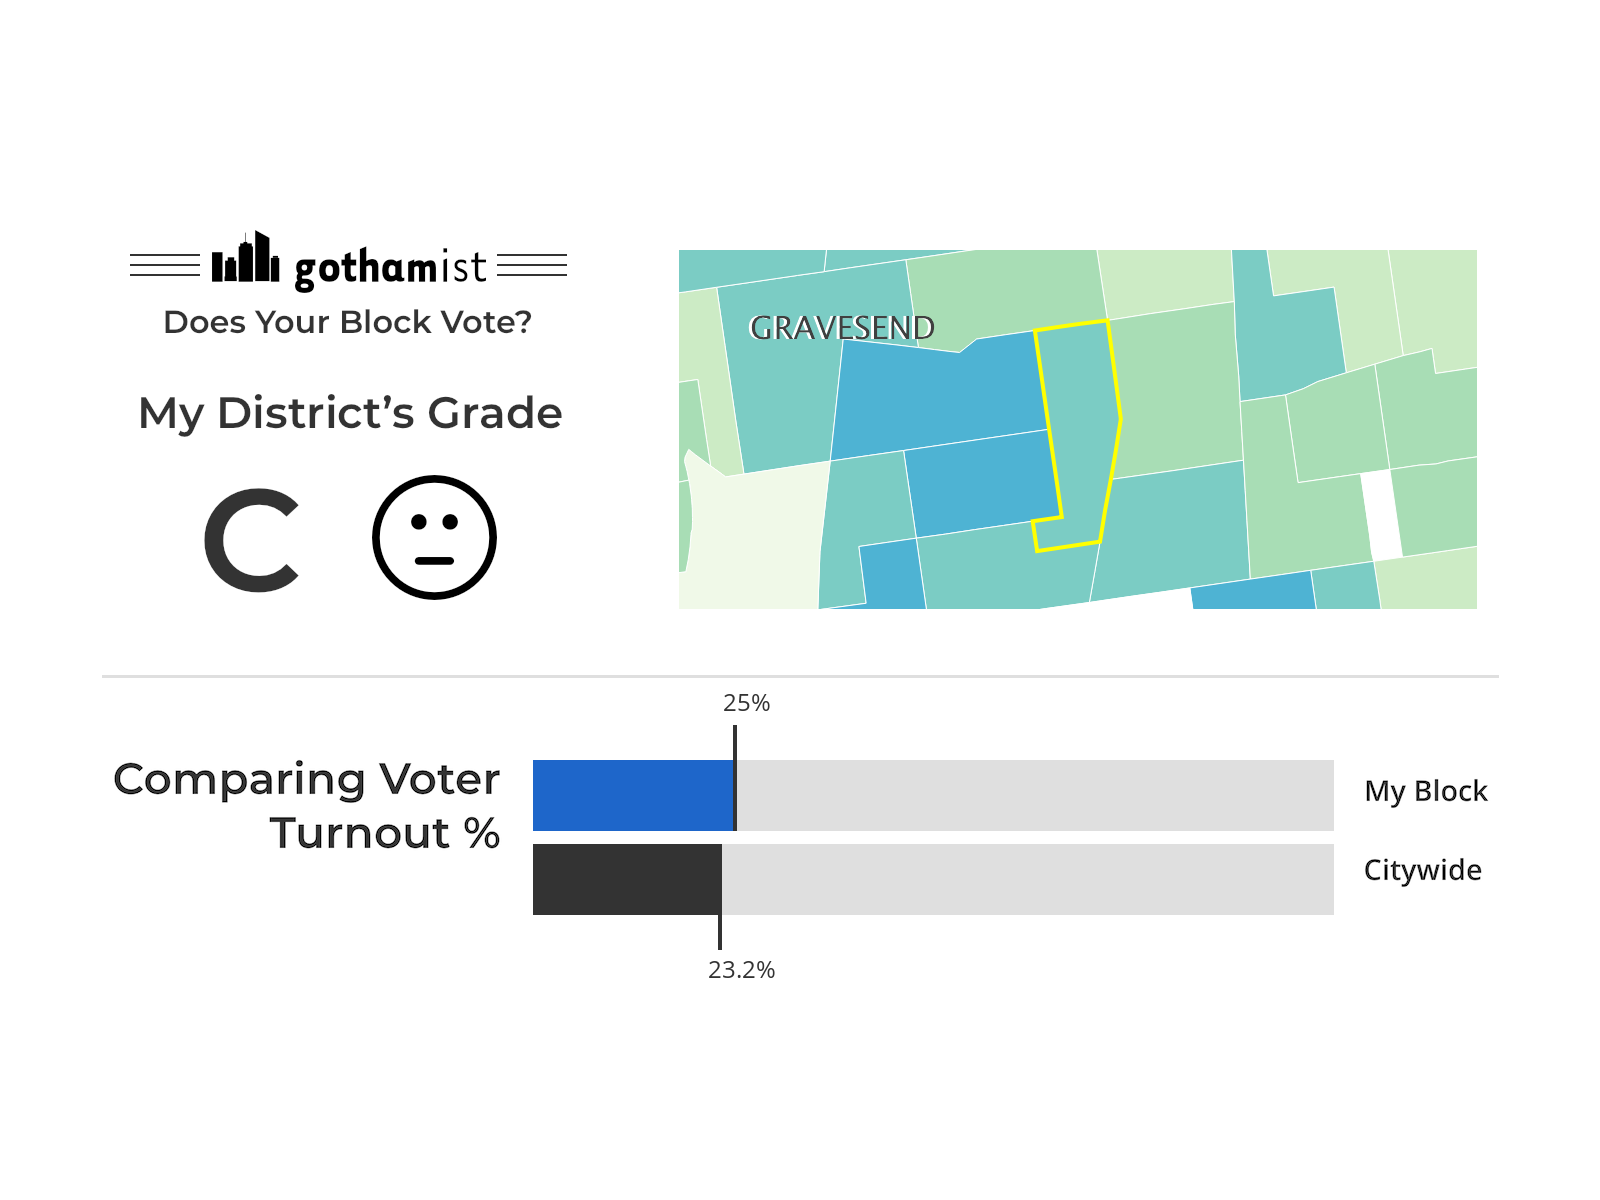 gothamist
Does Your Block Vote?
My District’s Grade
C
GRAVESEND
25%
Comparing Voter
Turnout %
My Block
Citywide
23.2%